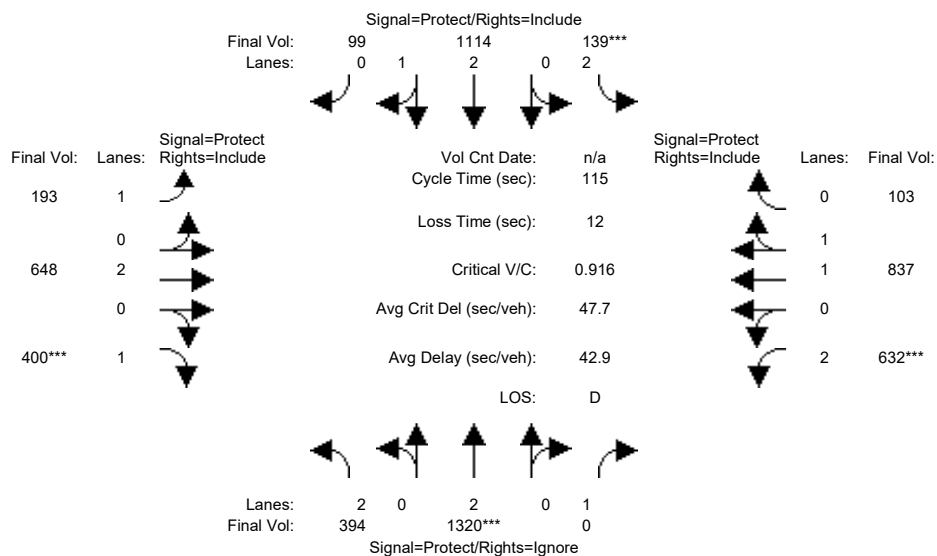 Signal=Protect/Rights=Include
Final Vol: 99 1114 139***
Lanes: 0 1 2 0 2
Signal=Protect
Final Vol: Lanes: Rights=Include
Vol Cnt Date: n/a
Signal=Protect
Rights=Include Lanes: Final Vol:
Cycle Time (sec): 115
193 1
0 103
Loss Time (sec): 12
0
1
648 2
Critical V/C: 0.916
1 837
0
Avg Crit Del (sec/veh): 47.7
0
400*** 1
Avg Delay (sec/veh): 42.9
2 632***
LOS: D
Lanes: 2 0 2 0 1
Final Vol: 394 1320*** 0
Signal=Protect/Rights=Ignore